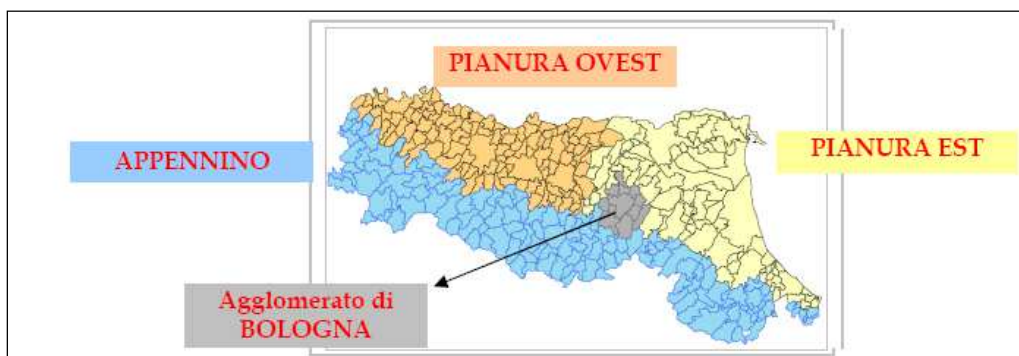 PIANURA OVEST
APPENNINO
PIANURA EST
Agglomerato di
BOLOGNA